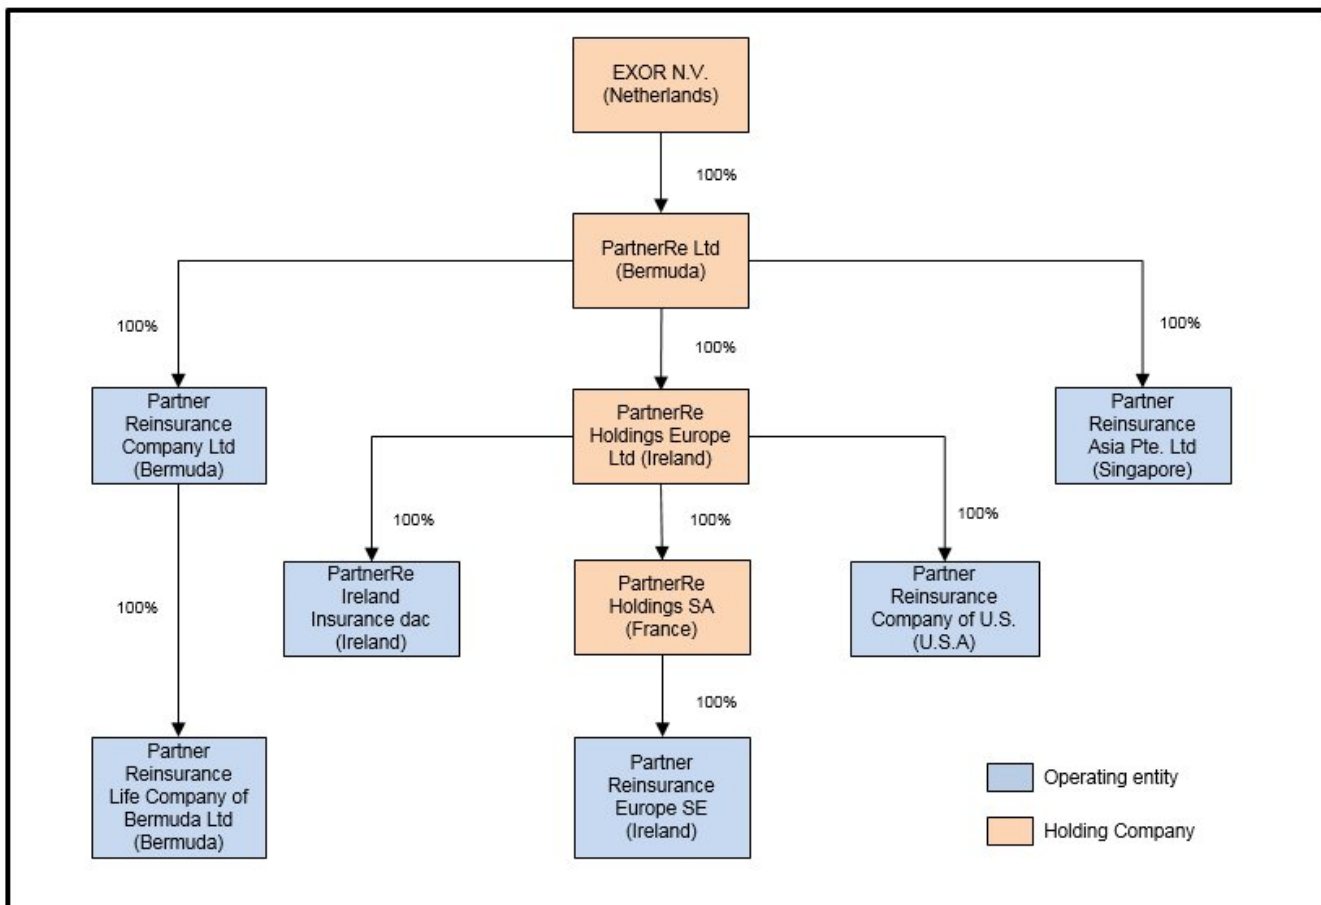 EXOR N.V.
(Netherlands)
100%
PartnerRe Ltd
(Bermuda)
100%
100%
100%
Partner
Reinsurance
Company Ltd
(Bermuda)
PartnerRe
Holdings Europe
Ltd (Ireland)
Partner
Reinsurance
Asia Pte. Ltd
(Singapore)
100%
100%
100%
100%
PartnerRe
Ireland
Insurance dac
(Ireland)
PartnerRe
Holdings SA
(France)
Partner
Reinsurance
Company of U.S.
(U.S.A)
100%
Partner
Reinsurance
Life Company of
Bermuda Ltd
(Bermuda)
Partner
Reinsurance
Europe SE
(Ireland)
Operating entity
Holding Company